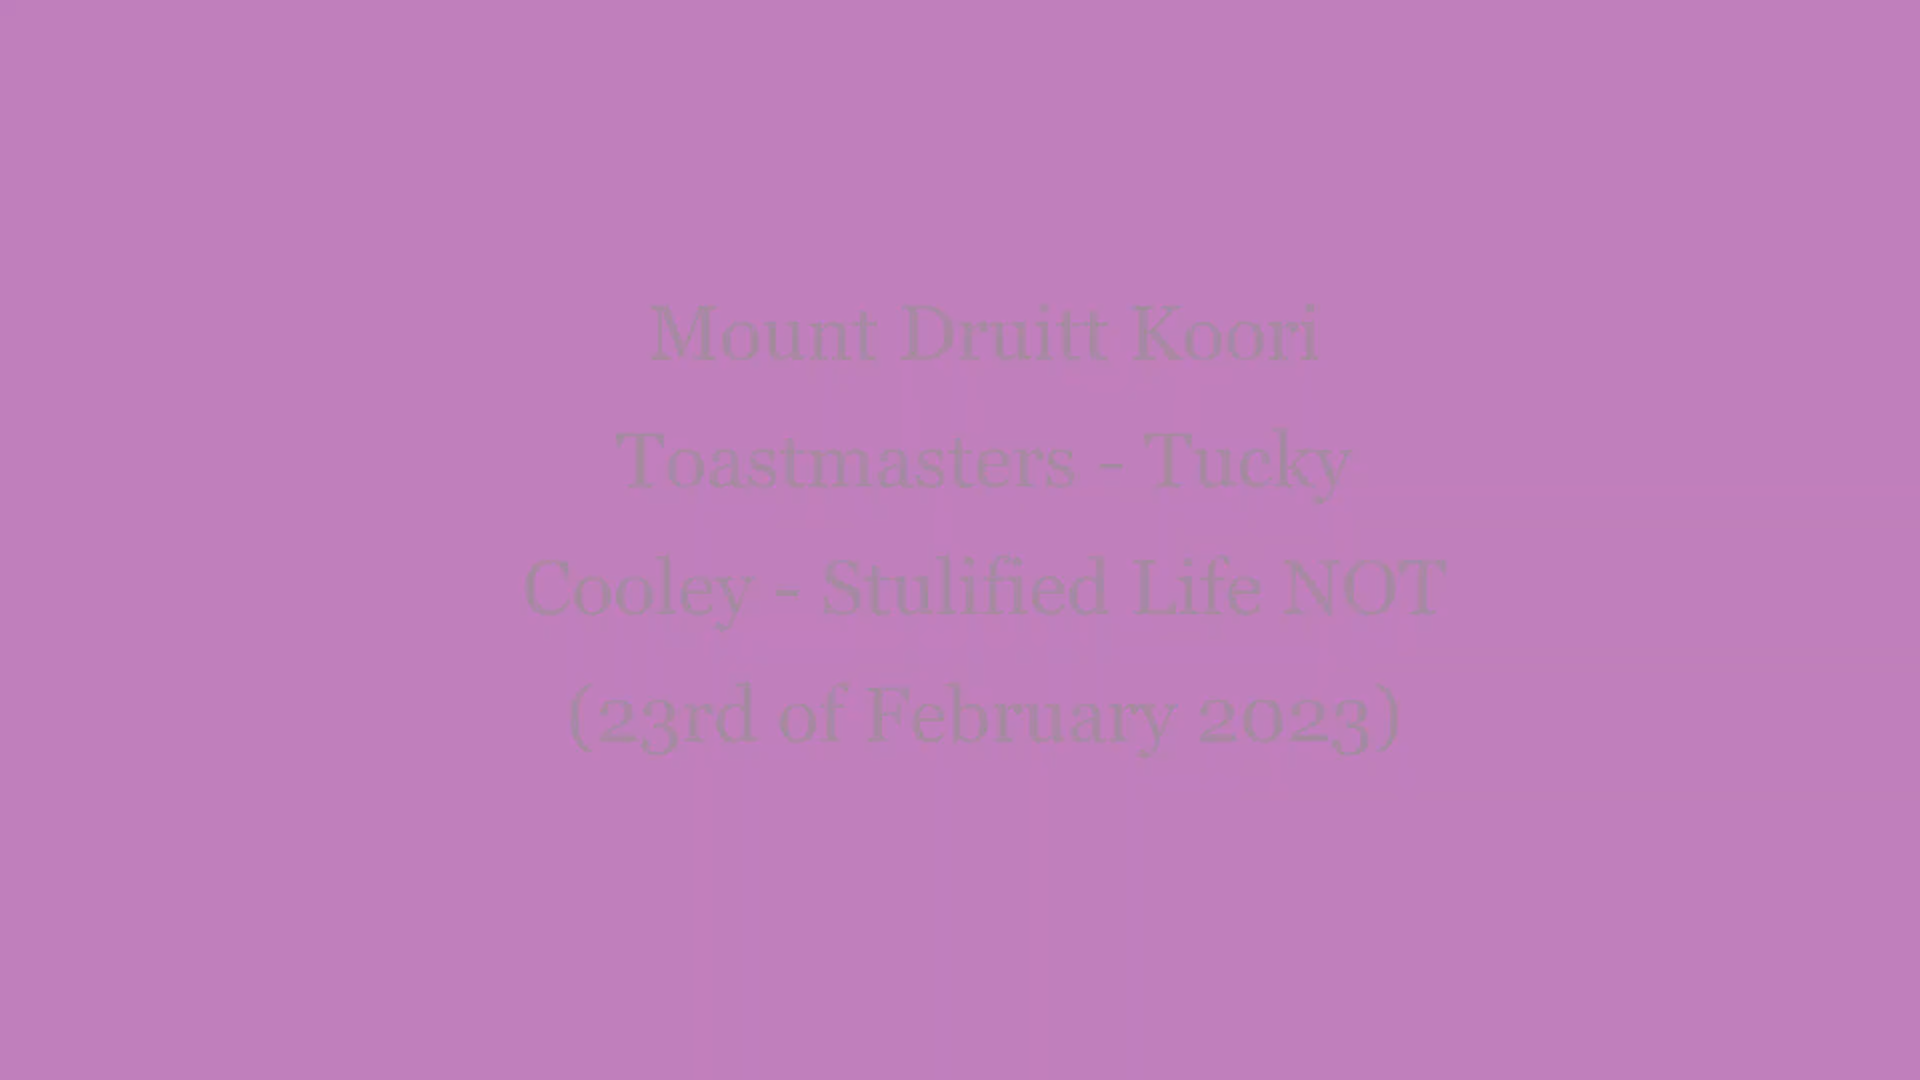 Mount Druitt Koori
Toastmasters - Tucky
Cooley - Stulified Life NOT
(23rd of February 2023)